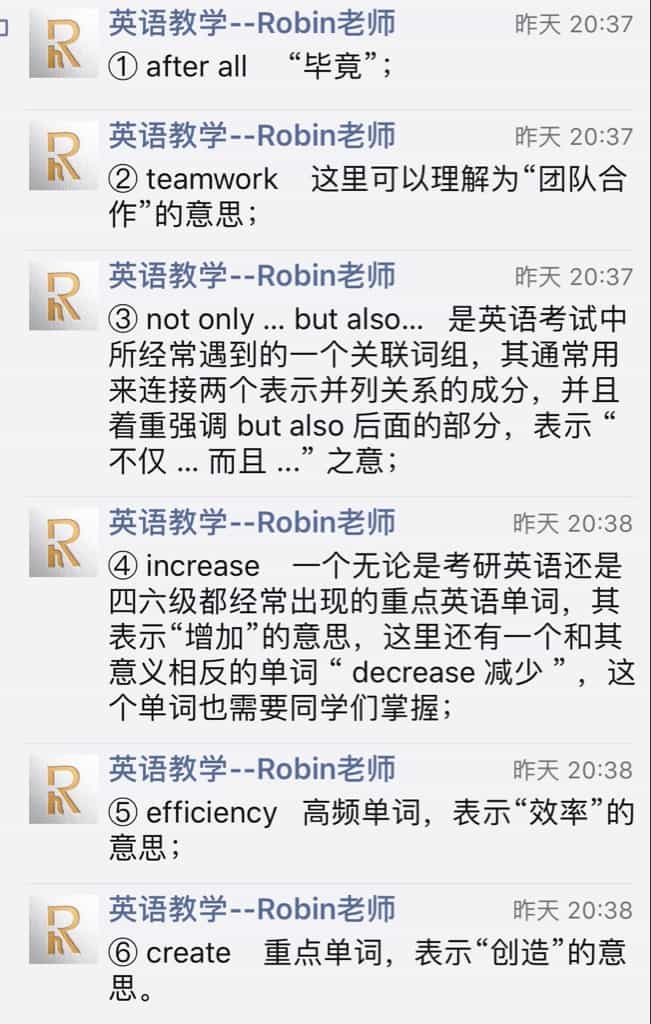 英语教学--Robin老师 昨天 20:37
① after all “毕竟”；
英语教学--Robin老师 昨天 20:37
② teamwork 这里可以理解为“团队合
作”的意思；
英语教学--Robin老师 昨天 20:37
③ not only ... but also... 是英语考试中
所经常遇到的一个关联词组，其通常用
来连接两个表示并列关系的成分，并且
着重强调 but also 后面的部分，表示 “
不仅 ... 而且 ...” 之意；
英语教学--Robin老师 昨天 20:38
④ increase 一个无论是考研英语还是
四六级都经常出现的重点英语单词，其
表示“增加”的意思，这里还有一个和其
意义相反的单词 “ decrease 减少 ” ，这
个单词也需要同学们掌握；
英语教学--Robin老师 昨天 20:38
⑤ efficiency 高频单词，表示“效率”的
意思；
英语教学--Robin老师 昨天 20:38
⑥ create 重点单词，表示“创造”的意
思。